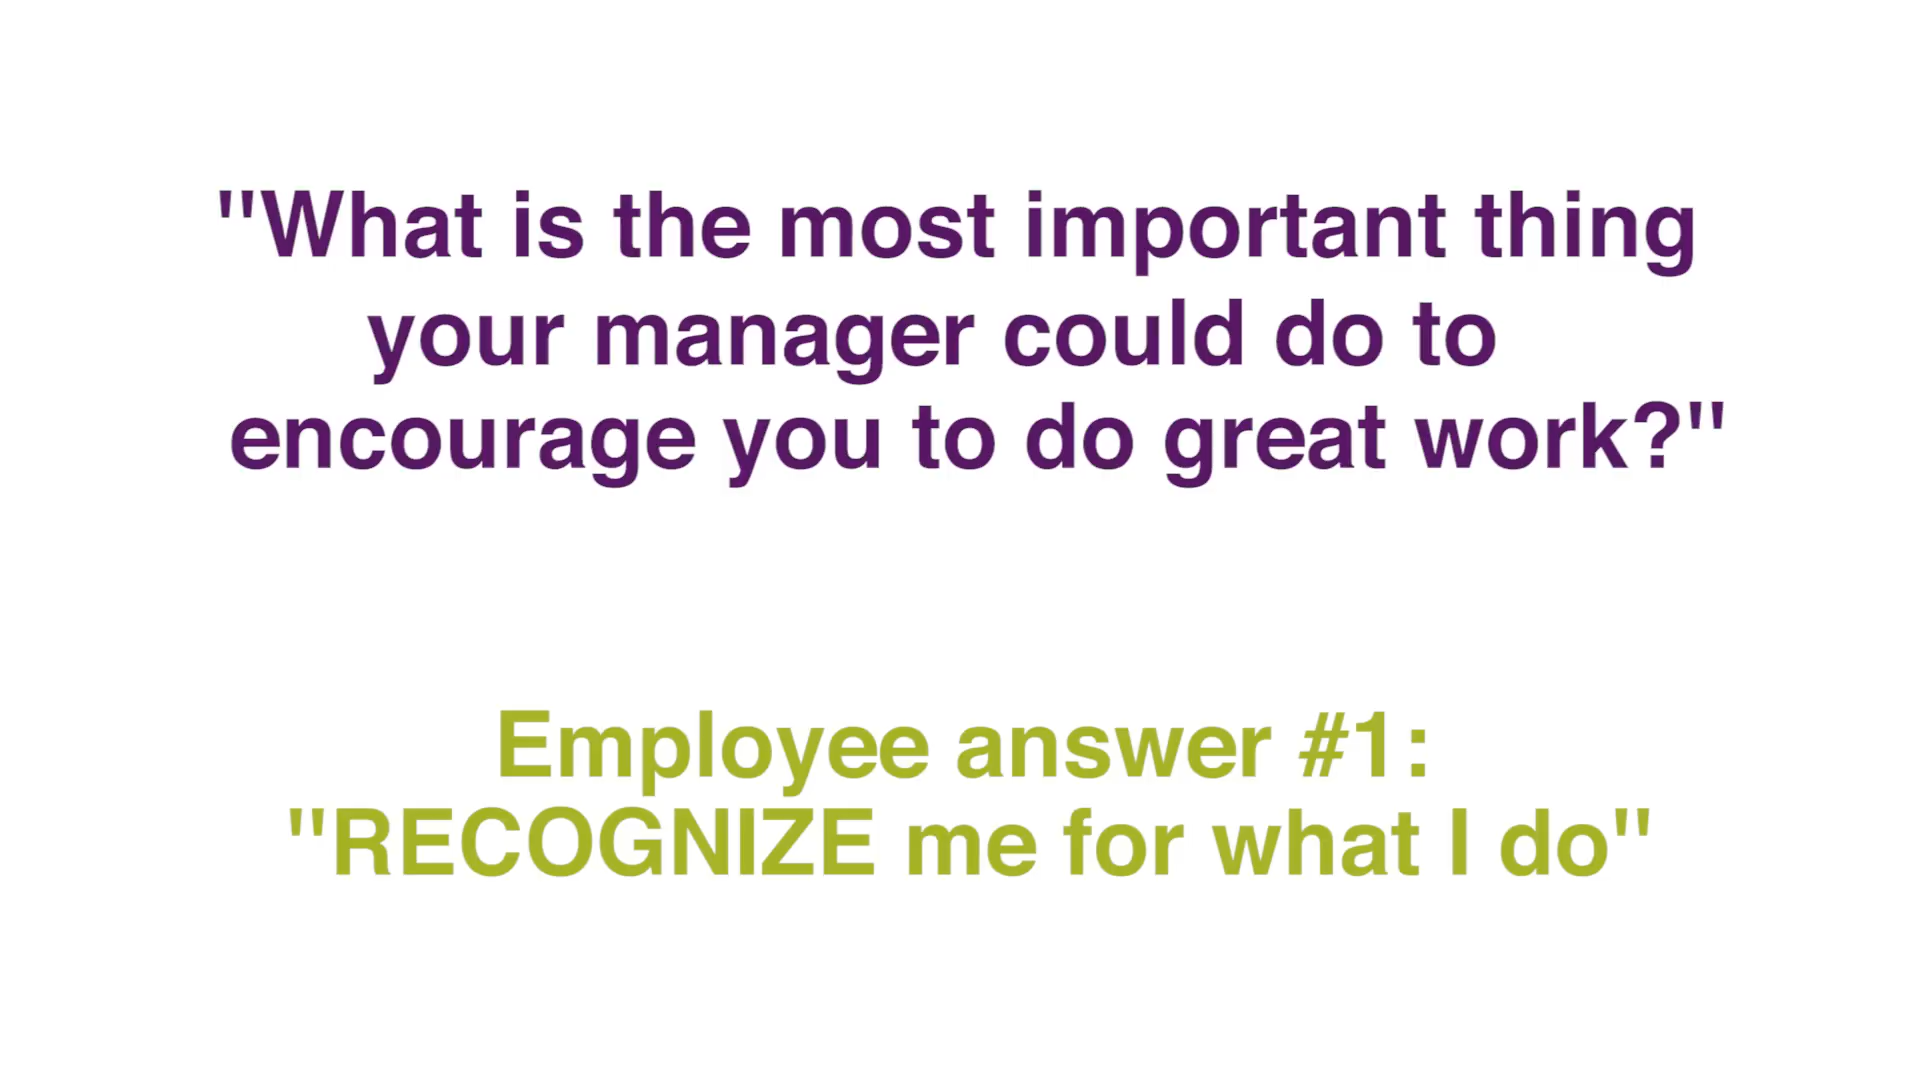 "What is the most important thing
your manager could do to
encourage you to do great work?"
Employee answer #1:
"RECOGNIZE me for what I do"